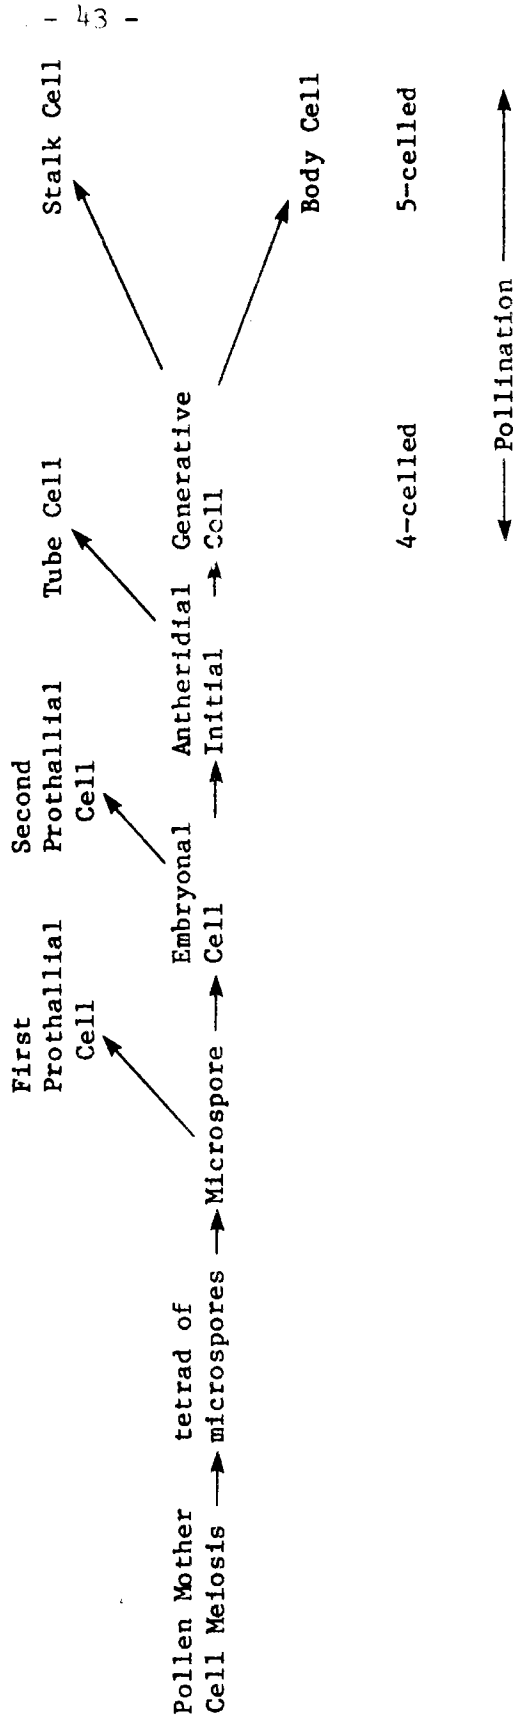 - 43 -
First
Prothallial
Cell
Second
Prothallial
Cell
Tube Cell
Stalk Cell
Pollen Mother
Cell Meiosis
tetrad of
microspores
Microspore
Embryonal
Cell
Antheridial
Initial
Generative
Cell
Body Cell
4-celled
5-celled
Pollination